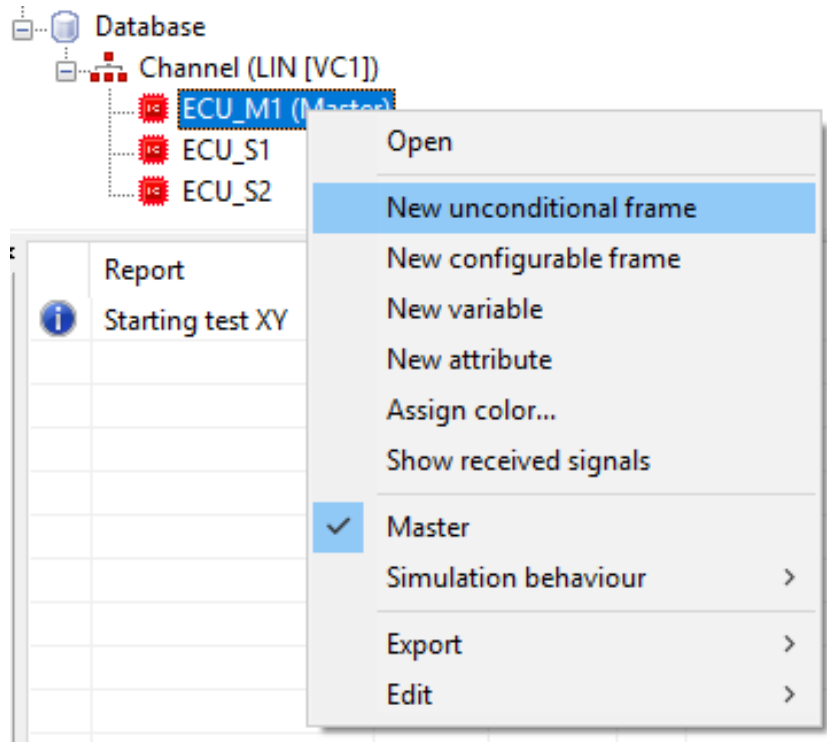 Database
Channel (LIN [VC1])
ECU_M1 (Master)
ECU_S1
ECU_S2
Report
Starting test XY
Open
New unconditional frame
New configurable frame
New variable
New attribute
Assign color...
Show received signals
Master
Simulation behaviour
Export
Edit